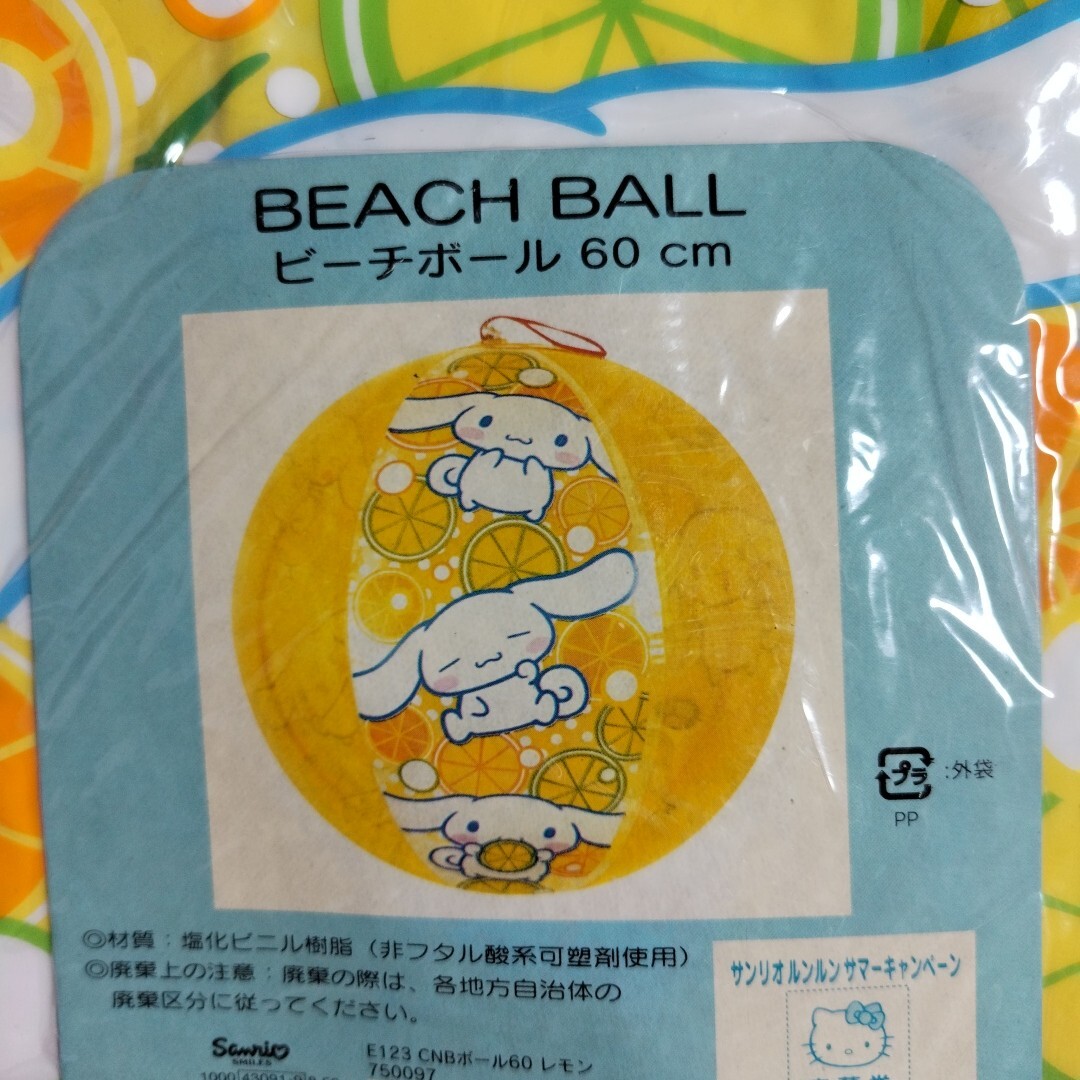 BEACH BALL
ビーチボール 60 cm
プラ :外袋
PP
◎材質：塩化ビニル樹脂（非フタル酸系可塑剤使用）
◎廃棄上の注意：廃棄の際は、各地方自治体の
廃棄区分に従ってください。
サンリオルンルンサマーキャンペーン
Sanrio
SMILES
E123 CNBボール60 レモン
750097